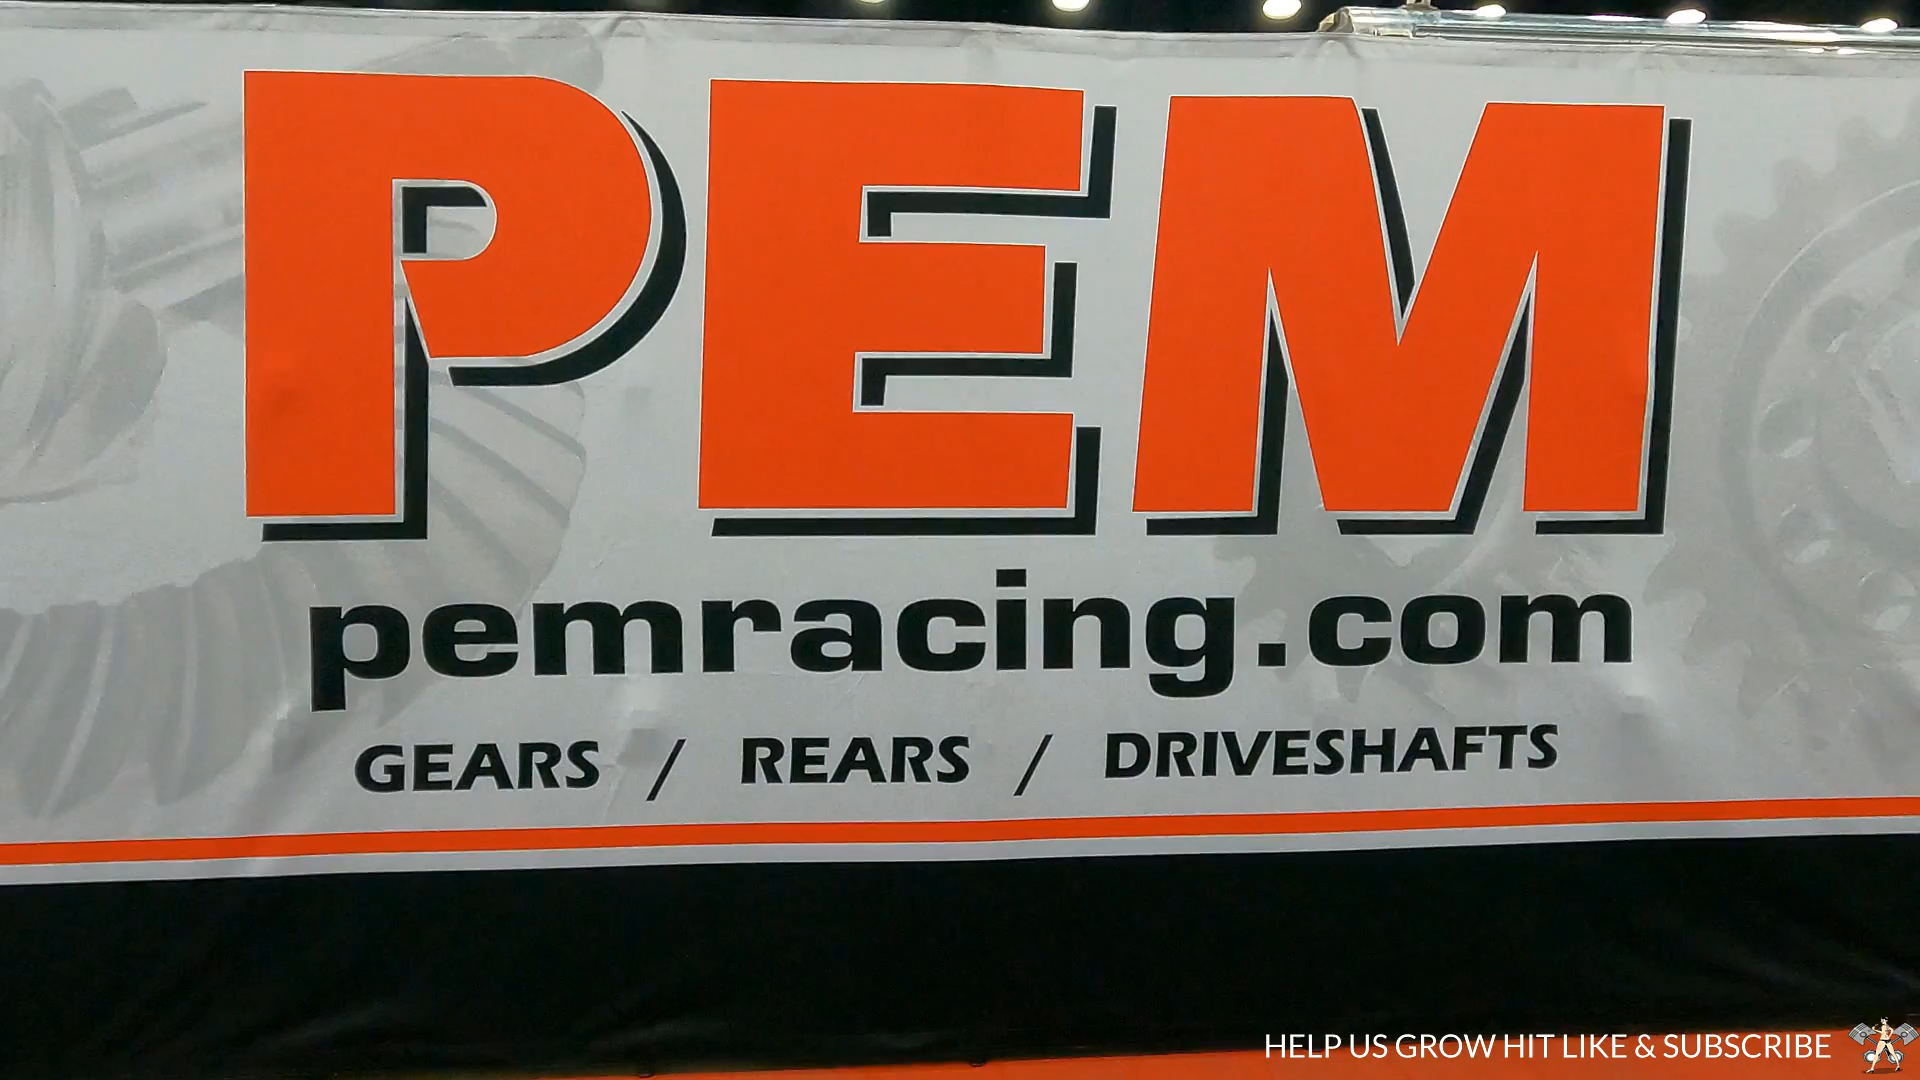 PEM
pemracing.com
GEARS / REARS / DRIVESHAFTS
HELP US GROW HIT LIKE & SUBSCRIBE